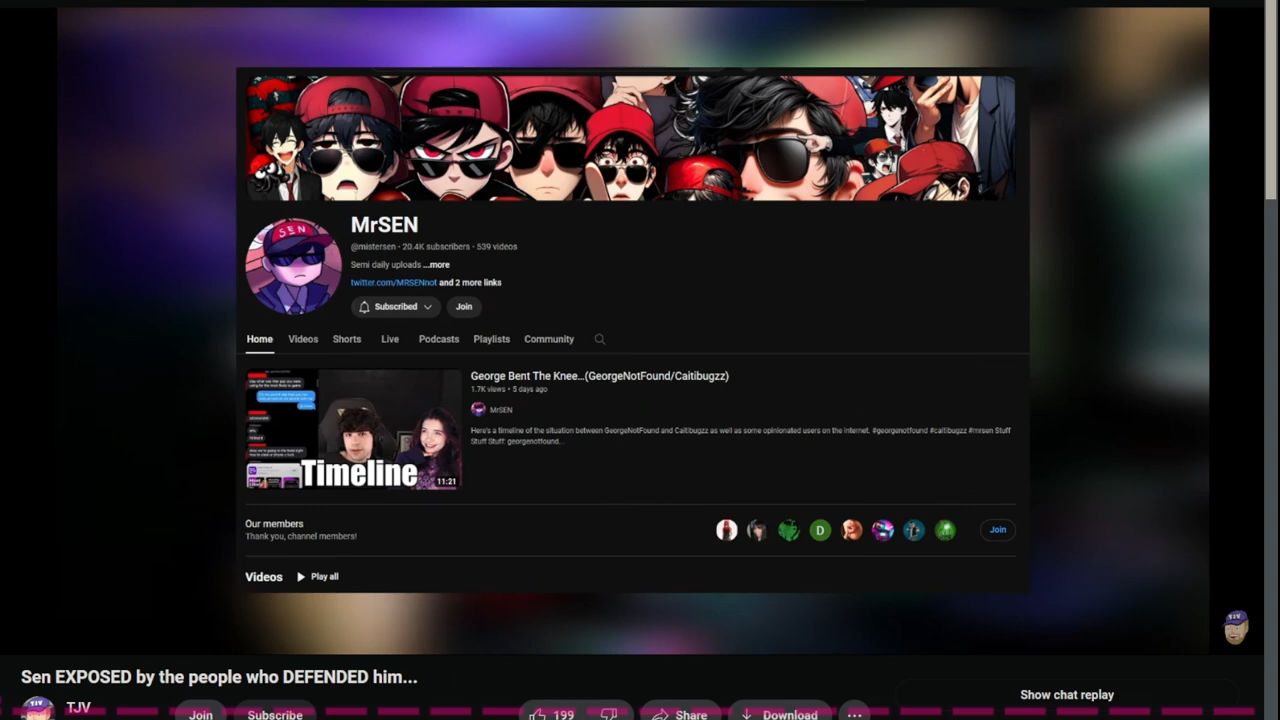 MrSEN
@mistersen · 20.4K subscribers · 539 videos
Semi daily uploads ...more
twitter.com/MRSENnot and 2 more links
Subscribed
Join
Home Videos Shorts Live Podcasts Playlists Community
George Bent The Knee...(GeorgeNotFound/Caitibugzz)
1.7K views · 5 days ago
MrSEN
Here's a timeline of the situation between GeorgeNotFound and Caitibugzz as well as some opinionated users on the internet. #georgenotfound #caitibugzz #mrsen Stuff
Stuff Stuff: georgenotfound...
SEN
Timeline
11:21
Our members
Thank you, channel members!
D
Join
Videos Play all
TJV
Sen EXPOSED by the people who DEFENDED him...
Show chat replay
TJV
Join Subscribe 199 Share Download ...